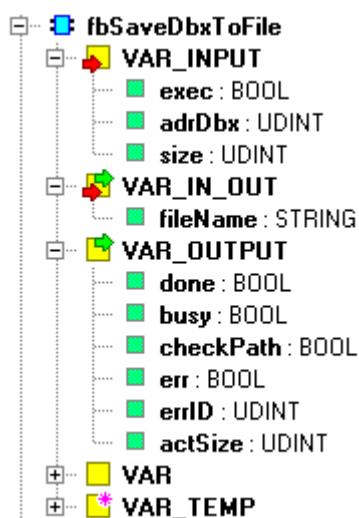 fbSaveDbxToFile
VAR_INPUT
exec : BOOL
adrDbx : UDINT
size : UDINT
VAR_IN_OUT
fileName : STRING
VAR_OUTPUT
done : BOOL
busy : BOOL
checkPath : BOOL
err : BOOL
errID : UDINT
actSize : UDINT
VAR
VAR_TEMP